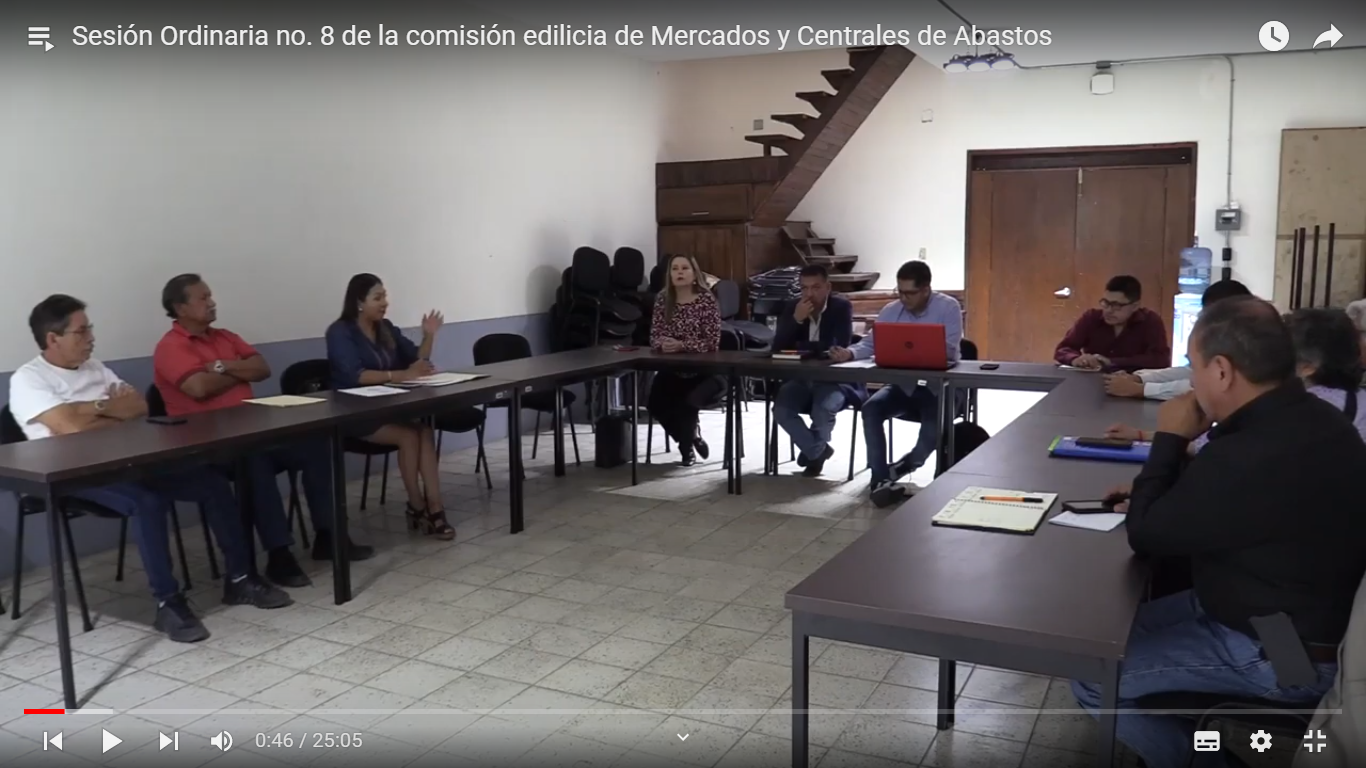 Sesión Ordinaria no. 8 de la comisión edilicia de Mercados y Centrales de Abastos
0:46 / 25:05